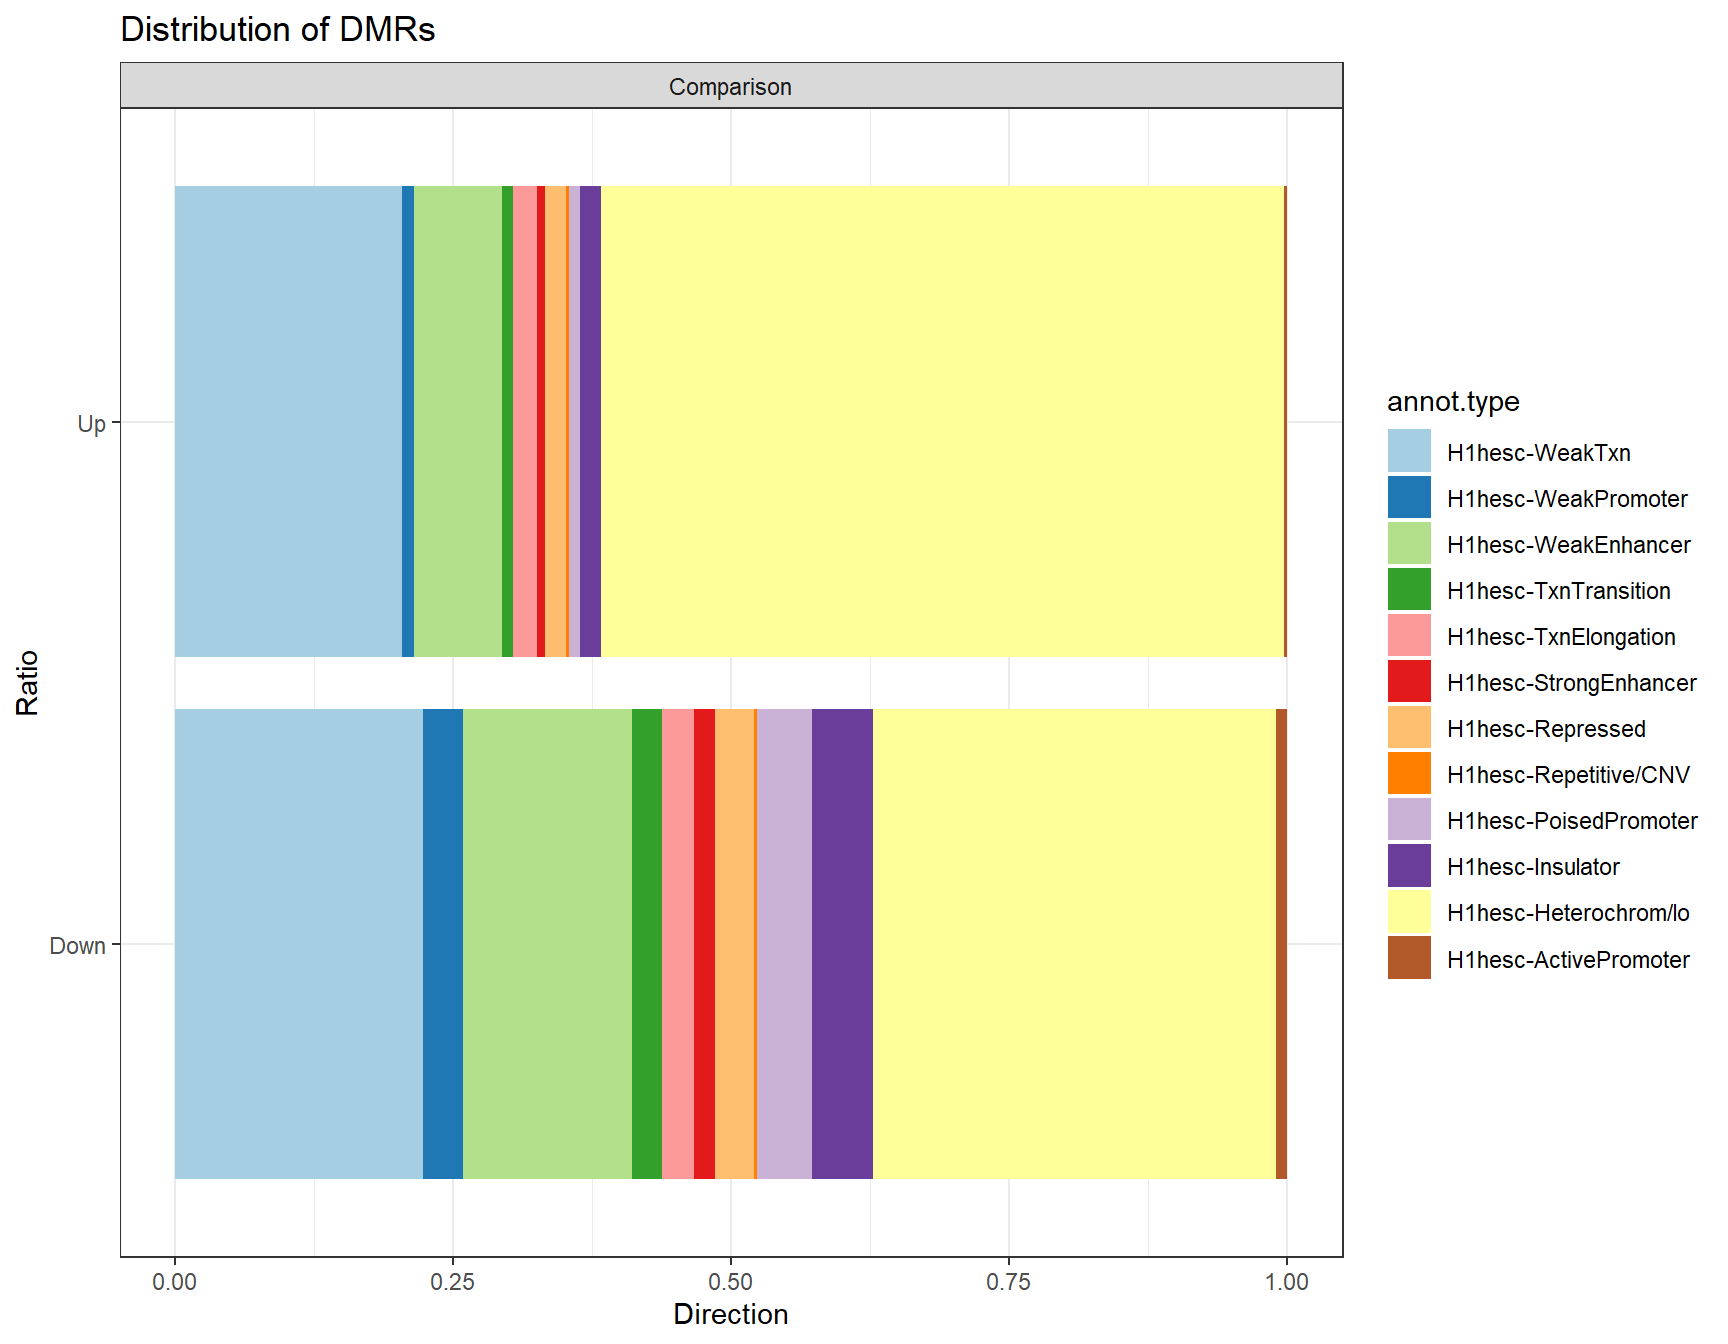 Distribution of DMRs
Comparison
Ratio
Up
Down
0.00 0.25 0.50 0.75 1.00
Direction
annot.type
H1hesc-WeakTxn
H1hesc-WeakPromoter
H1hesc-WeakEnhancer
H1hesc-TxnTransition
H1hesc-TxnElongation
H1hesc-StrongEnhancer
H1hesc-Repressed
H1hesc-Repetitive/CNV
H1hesc-PoisedPromoter
H1hesc-Insulator
H1hesc-Heterochrom/lo
H1hesc-ActivePromoter